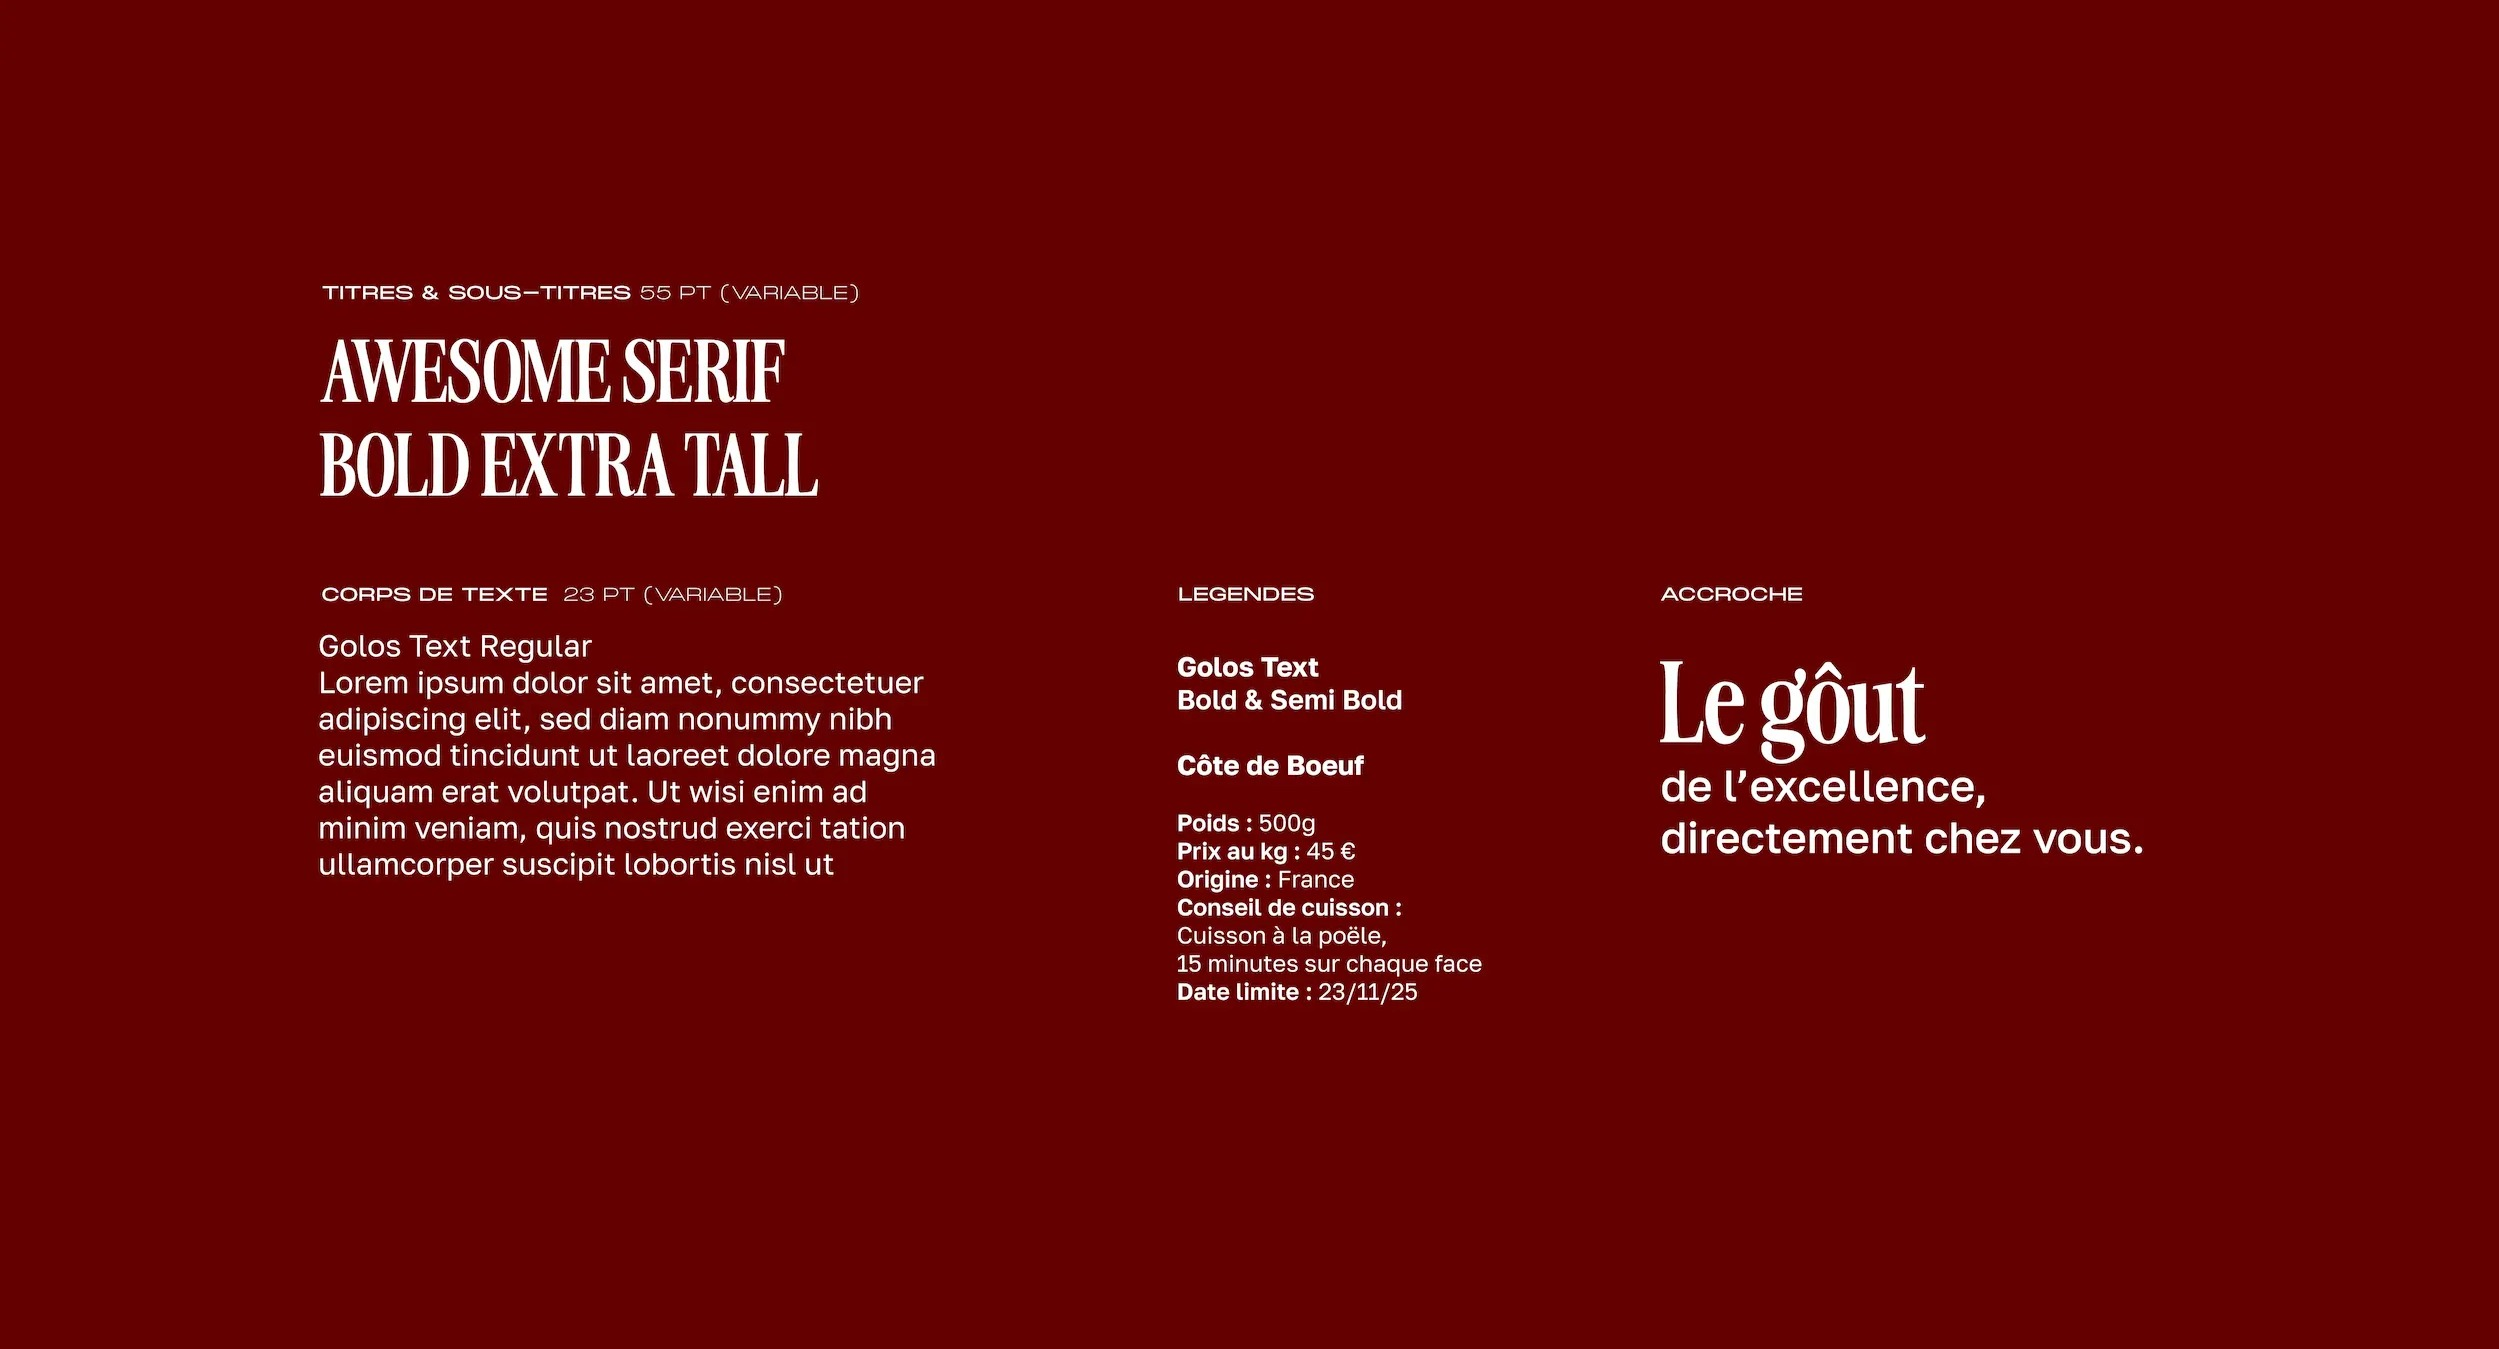 TITRES & SOUS-TITRES 55 PT (VARIABLE)
AWESOME SERIF
BOLD EXTRA TALL
CORPS DE TEXTE 23 PT (VARIABLE)
Golos Text Regular
Lorem ipsum dolor sit amet, consectetuer
adipiscing elit, sed diam nonummy nibh
euismod tincidunt ut laoreet dolore magna
aliquam erat volutpat. Ut wisi enim ad
minim veniam, quis nostrud exerci tation
ullamcorper suscipit lobortis nisl ut
LEGENDES
Golos Text
Bold & Semi Bold
Côte de Boeuf
Poids : 500g
Prix au kg : 45 €
Origine : France
Conseil de cuisson :
Cuisson à la poële,
15 minutes sur chaque face
Date limite : 23/11/25
ACCROCHE
Le gôut
de l’excellence,
directement chez vous.